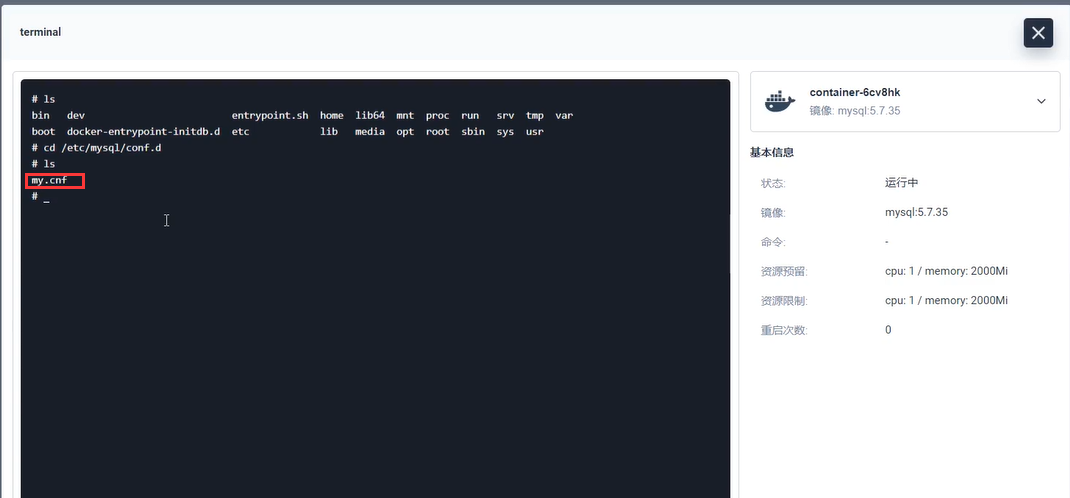 terminal
# ls
bin dev entrypoint.sh home lib64 mnt proc run srv tmp var
boot docker-entrypoint-initdb.d etc lib media opt root sbin sys usr
# cd /etc/mysql/conf.d
# ls
my.cnf
# _
container-6cv8hk
镜像: mysql:5.7.35
基本信息
状态: 运行中
镜像: mysql:5.7.35
命令: -
资源预留: cpu: 1 / memory: 2000Mi
资源限制: cpu: 1 / memory: 2000Mi
重启次数: 0